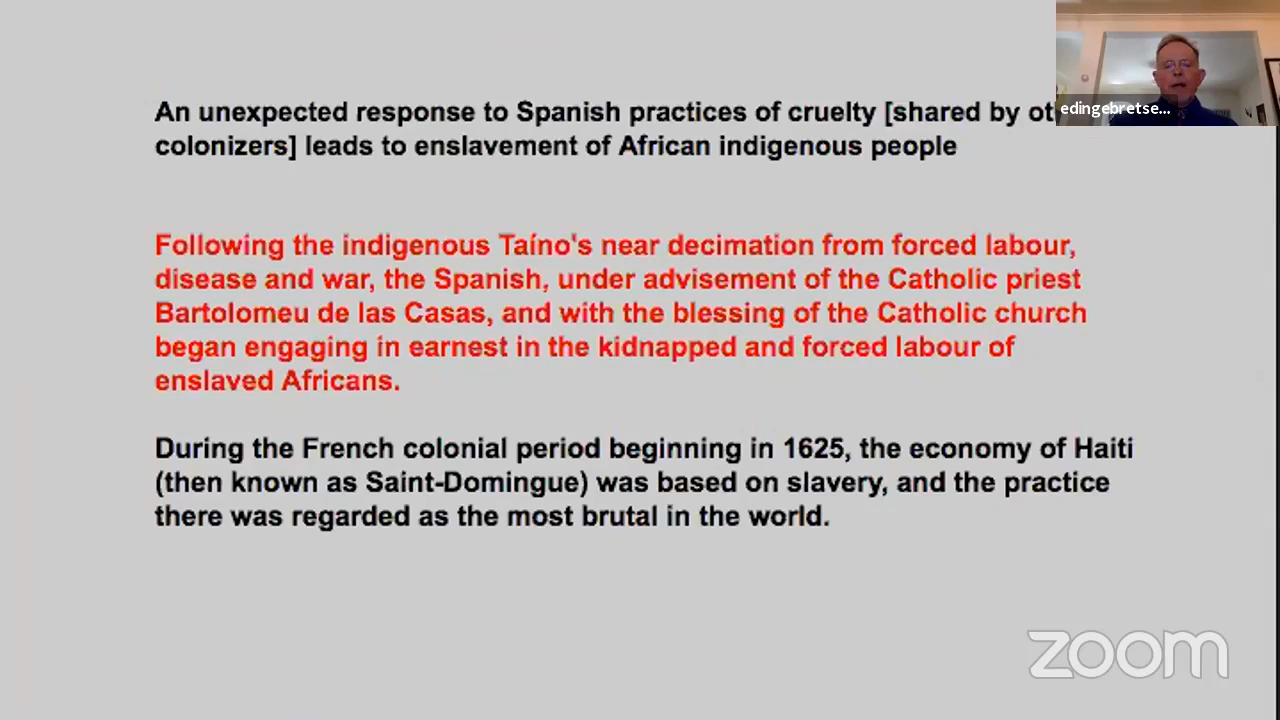 An unexpected response to Spanish practices of cruelty [shared by
colonizers] leads to enslavement of African indigenous people
edingebretse...
Following the indigenous Taíno's near decimation from forced labour,
disease and war, the Spanish, under advisement of the Catholic priest
Bartolomeu de las Casas, and with the blessing of the Catholic church
began engaging in earnest in the kidnapped and forced labour of
enslaved Africans.
During the French colonial period beginning in 1625, the economy of Haiti
(then known as Saint-Domingue) was based on slavery, and the practice
there was regarded as the most brutal in the world.
zoom